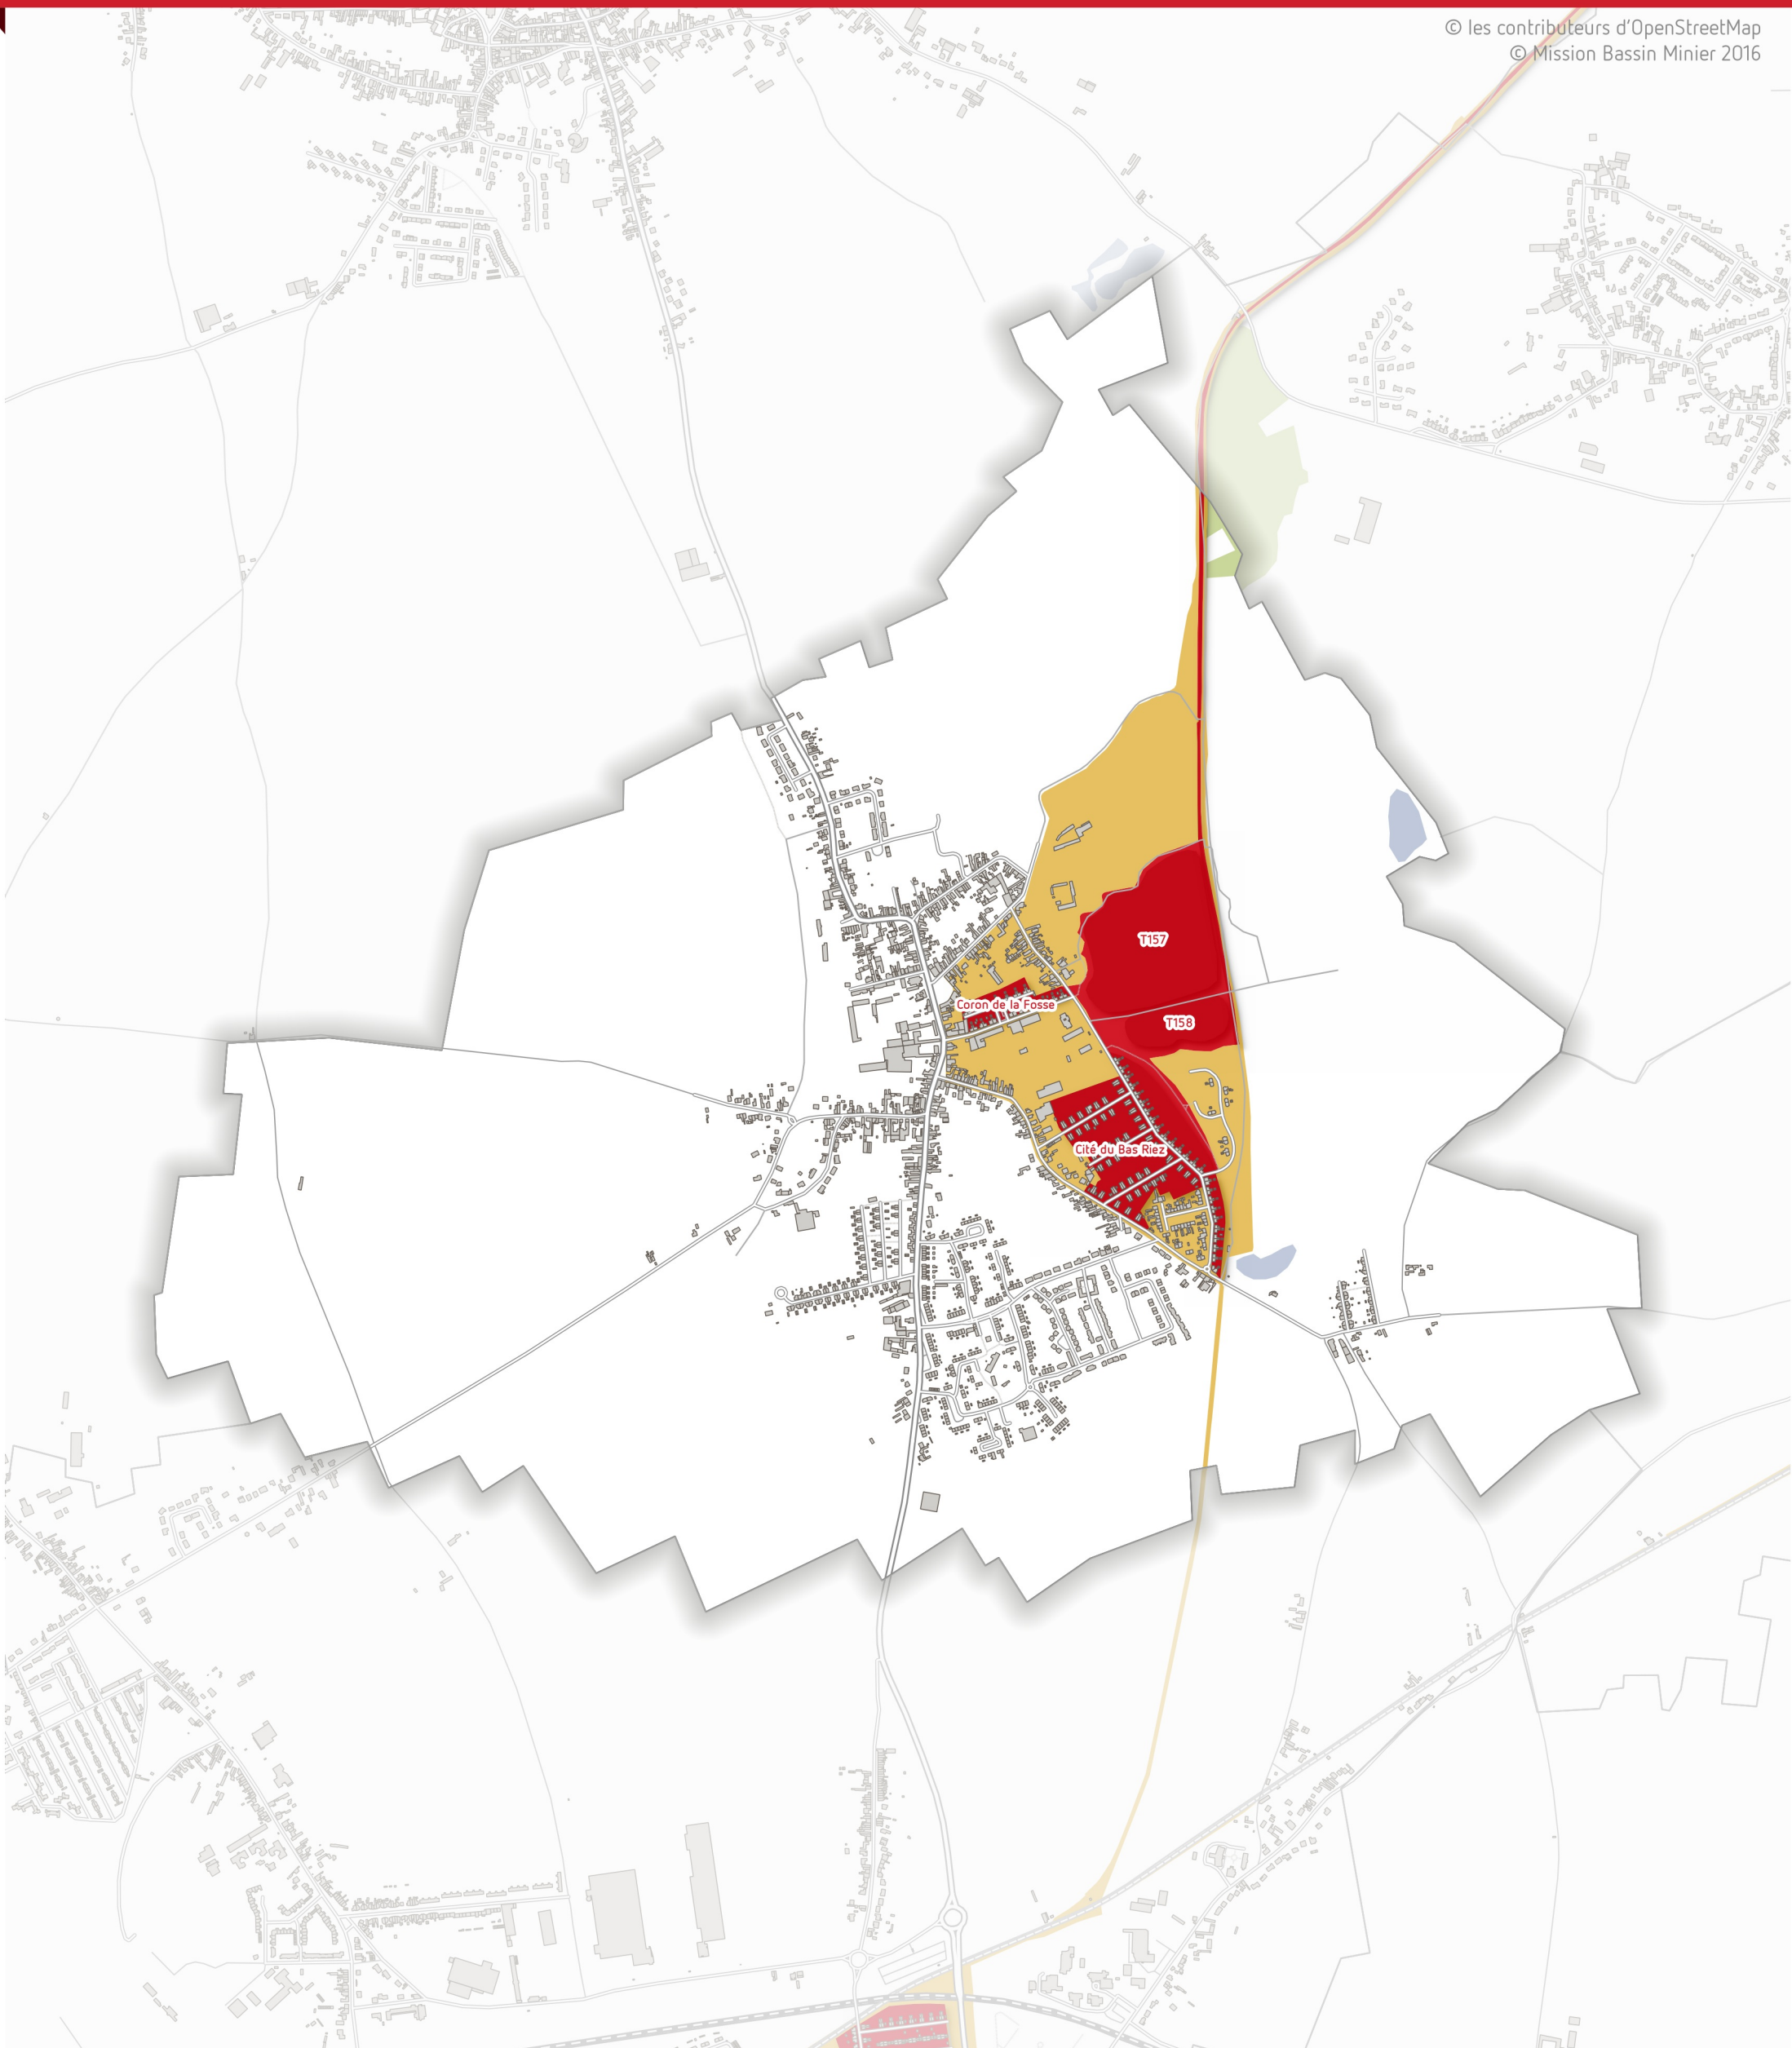 © les contributeurs d'OpenStreetMap
© Mission Bassin Minier 2016
T157
Coron de la Fosse
T158
Cité du Bas Riez